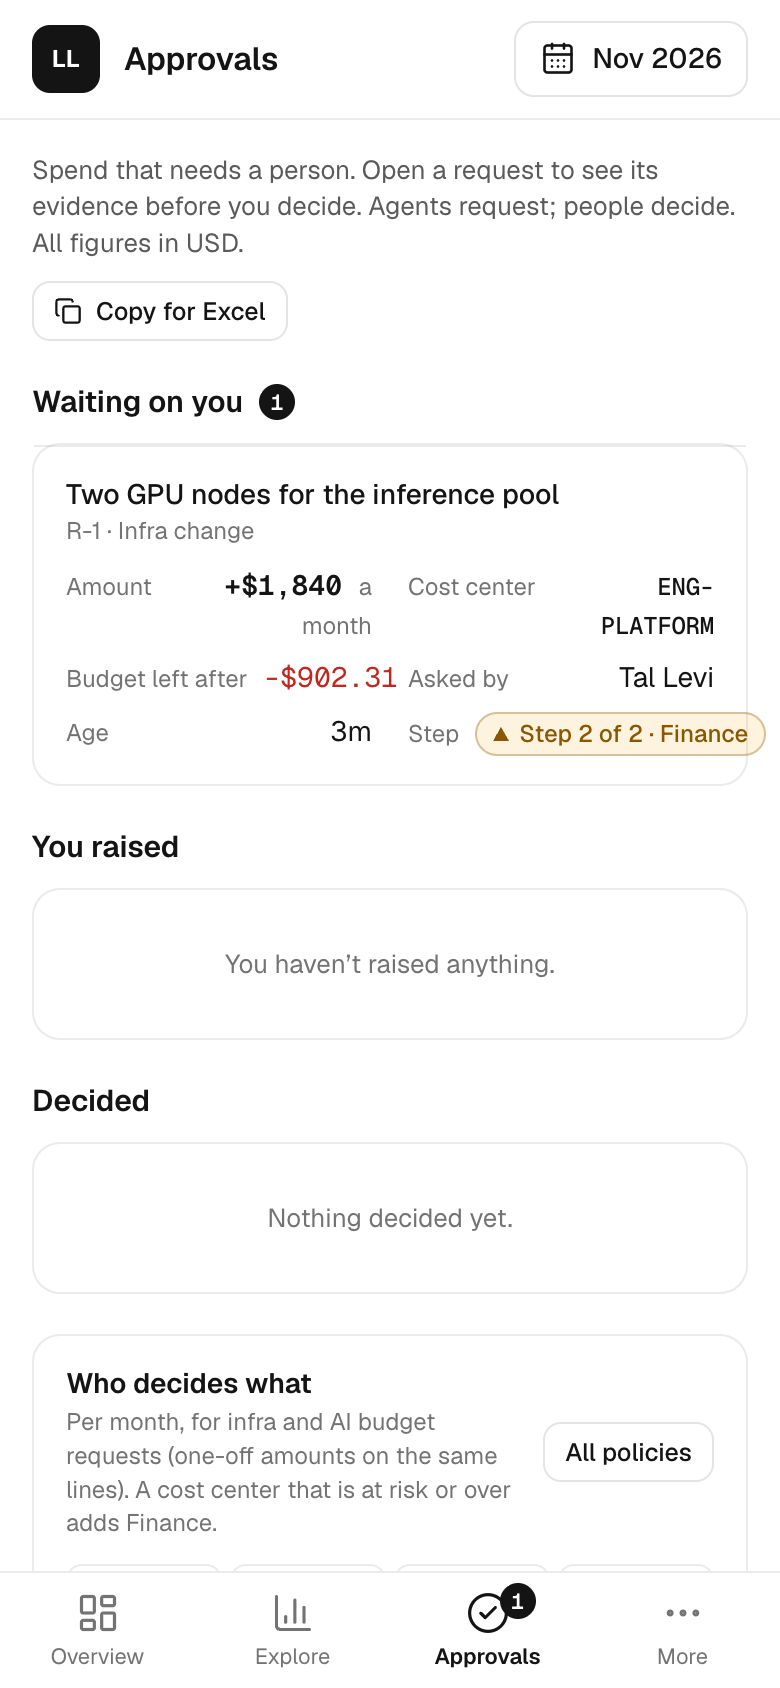 LL
Approvals
Nov 2026
Spend that needs a person. Open a request to see its
evidence before you decide. Agents request; people decide.
All figures in USD.
Copy for Excel
Waiting on you 1
Two GPU nodes for the inference pool
R-1 · Infra change
Amount +$1,840 a month
Cost center ENG-PLATFORM
Budget left after -$902.31
Asked by Tal Levi
Age 3m
Step ▲ Step 2 of 2 · Finance
You raised
You haven’t raised anything.
Decided
Nothing decided yet.
Who decides what
Per month, for infra and AI budget
requests (one-off amounts on the same
lines). A cost center that is at risk or over
adds Finance.
All policies
Overview
Explore
1
Approvals
More